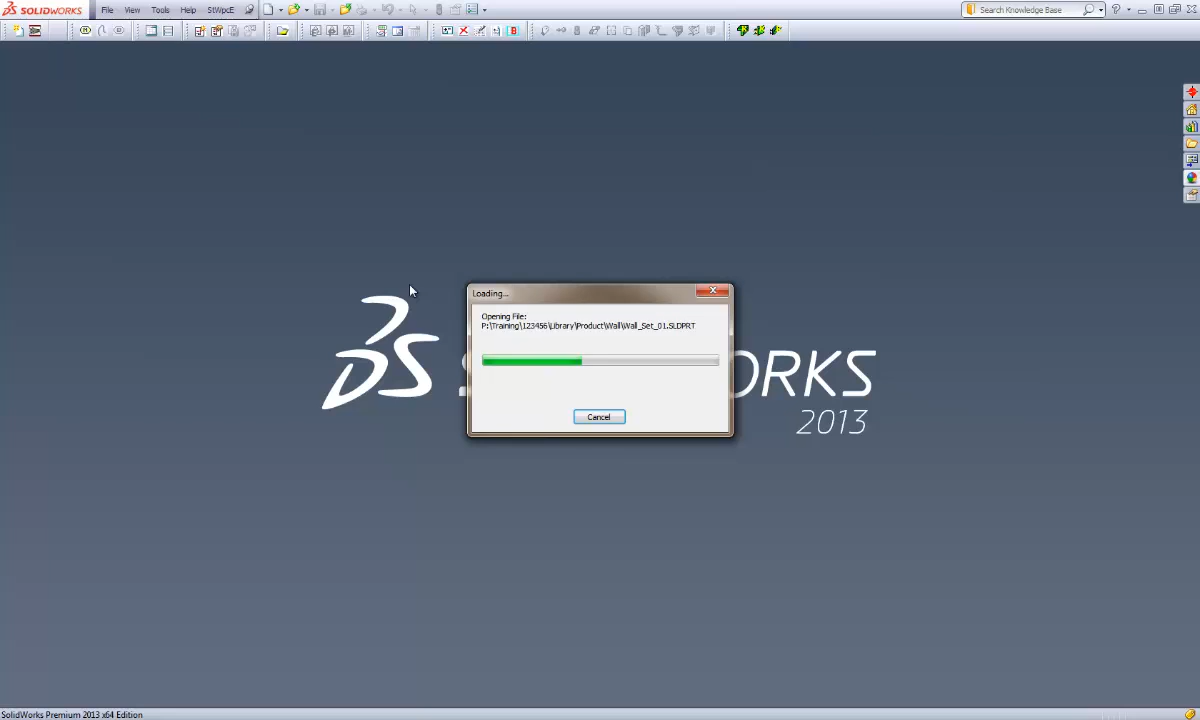 SOLIDWORKS File View Tools Help StWpcE Search Knowledge Base
Loading...
Opening File:
P:\Training\123456\Library\Product\Wall\Wall_Set_01.SLDPRT
ORKS
2013
Cancel
SolidWorks Premium 2013 x64 Edition